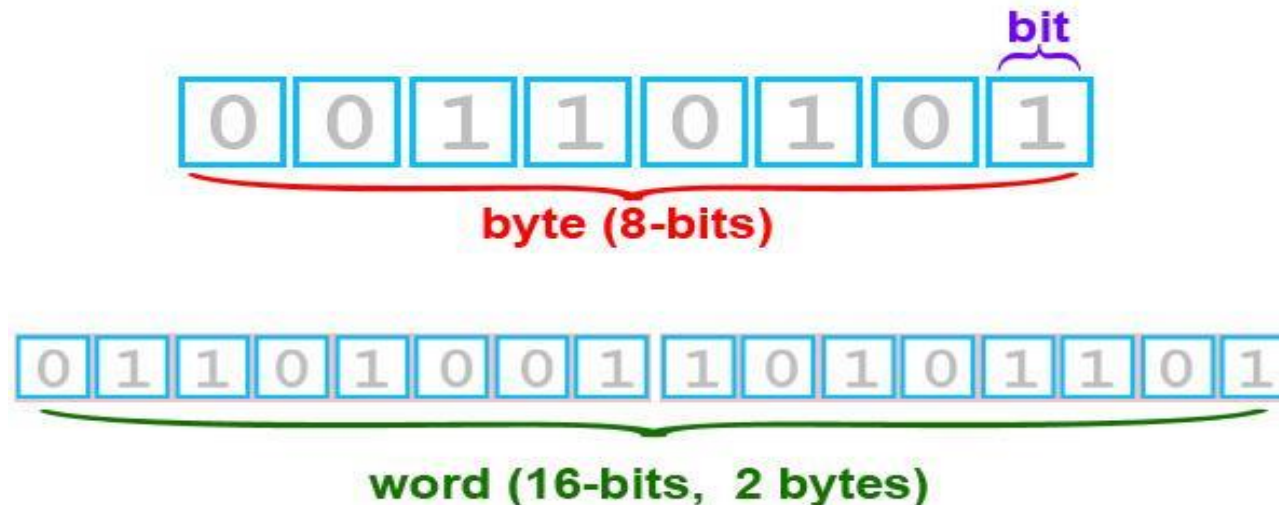 bit
0 0 1 1 0 1 0 1
byte (8-bits)
0 1 1 0 1 0 0 1 1 0 1 0 1 1 0 1
word (16-bits, 2 bytes)